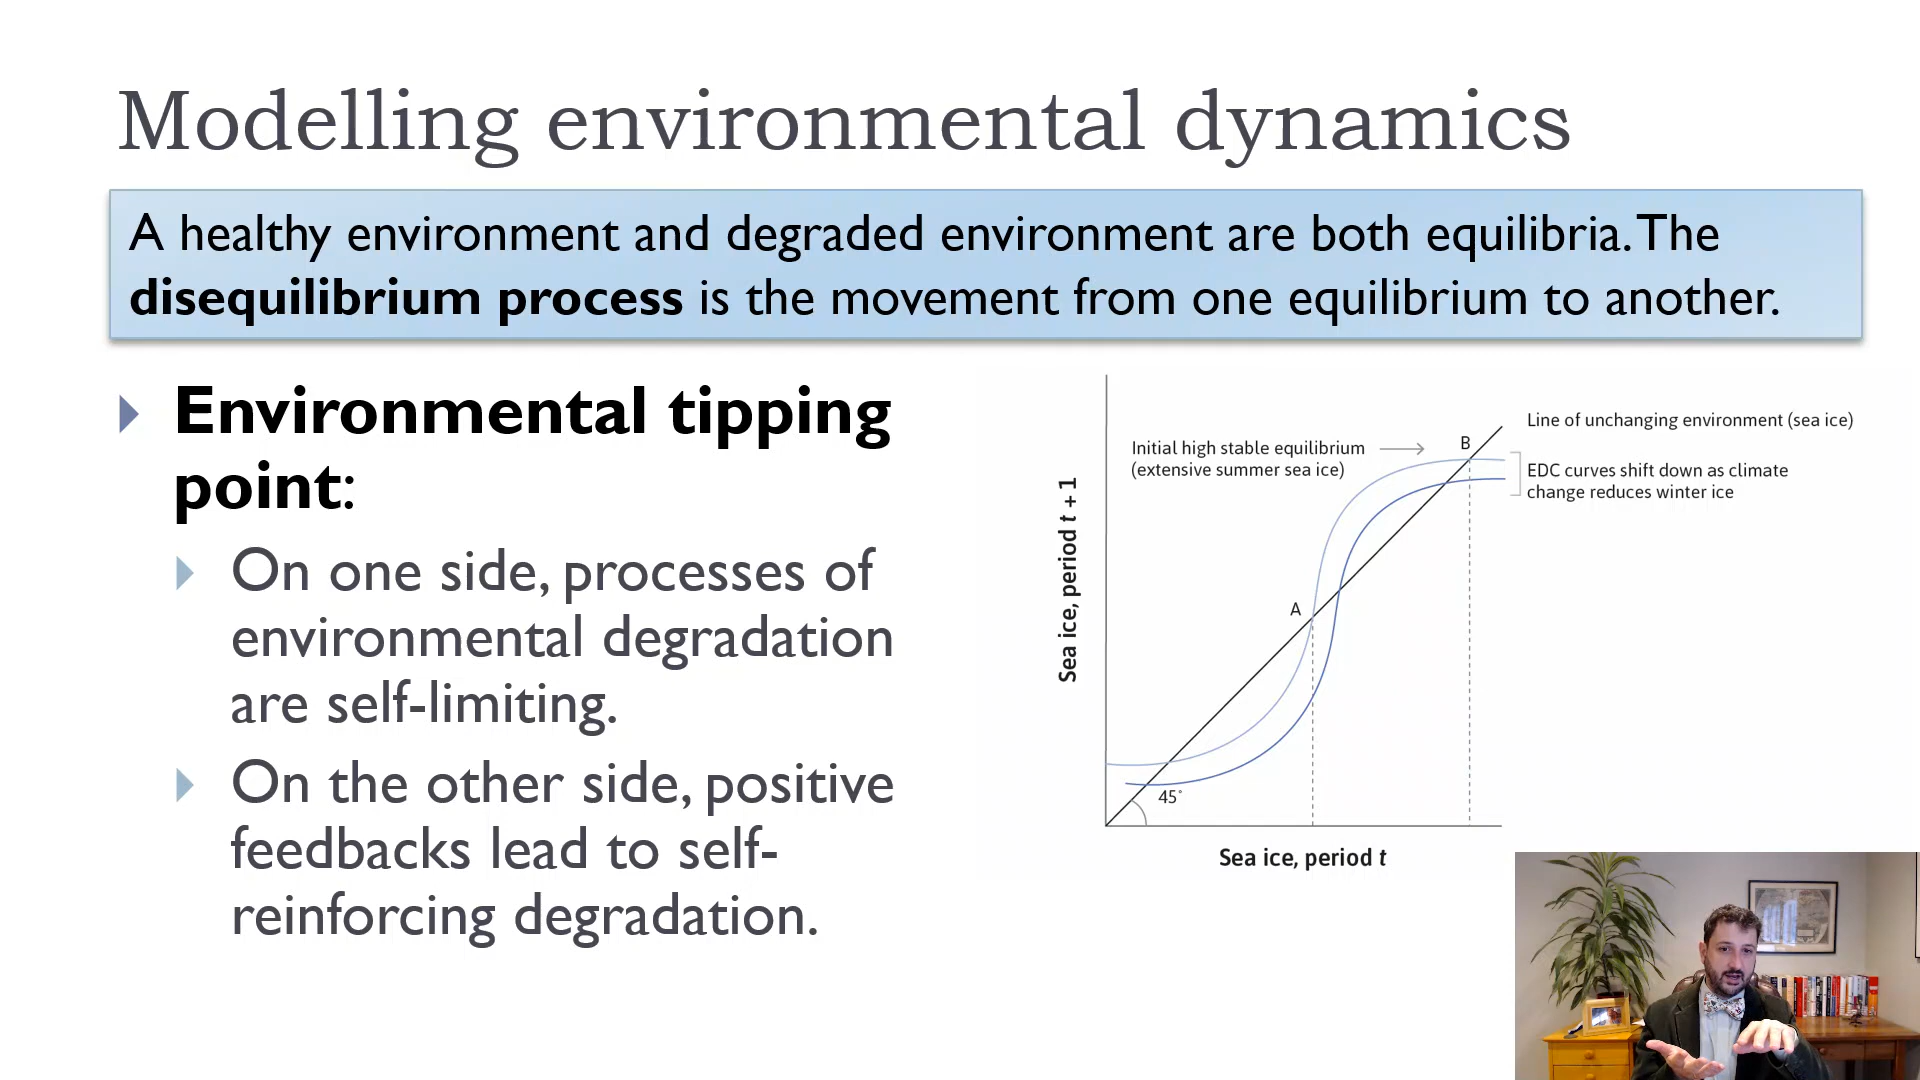 Modelling environmental dynamics
A healthy environment and degraded environment are both equilibria. The
disequilibrium process is the movement from one equilibrium to another.
Environmental tipping
point:
On one side, processes of
environmental degradation
are self-limiting.
On the other side, positive
feedbacks lead to self-
reinforcing degradation.
Sea ice, period t + 1
Initial high stable equilibrium
(extensive summer sea ice)
B
Line of unchanging environment (sea ice)
EDC curves shift down as climate
change reduces winter ice
A
45°
Sea ice, period t